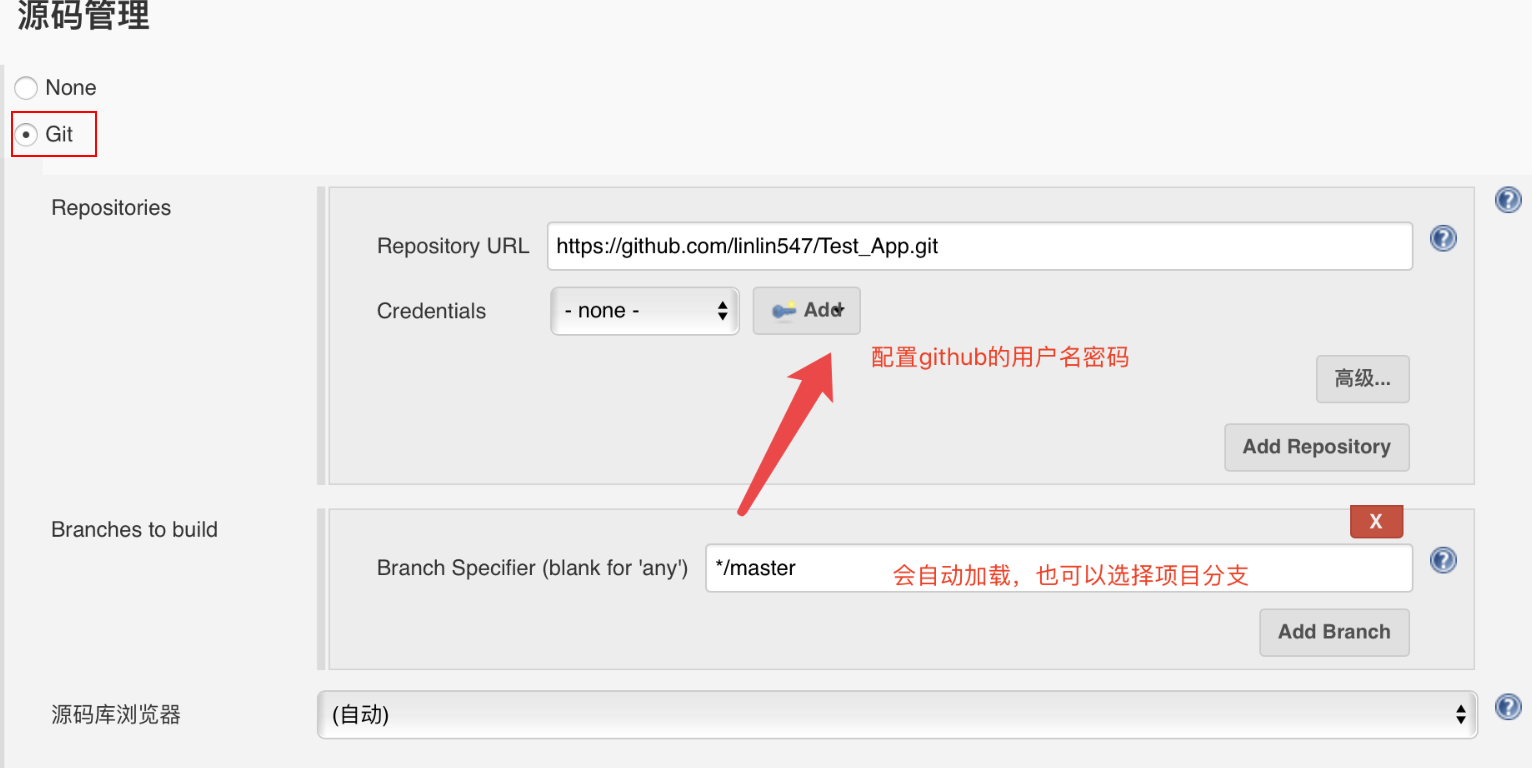 源码管理
None
Git
Repositories
Repository URL https://github.com/linlin547/Test_App.git
Credentials - none - Add
配置github的用户名密码
高级...
Add Repository
Branches to build
X
Branch Specifier (blank for 'any') */master 会自动加载，也可以选择项目分支
Add Branch
源码库浏览器 (自动)